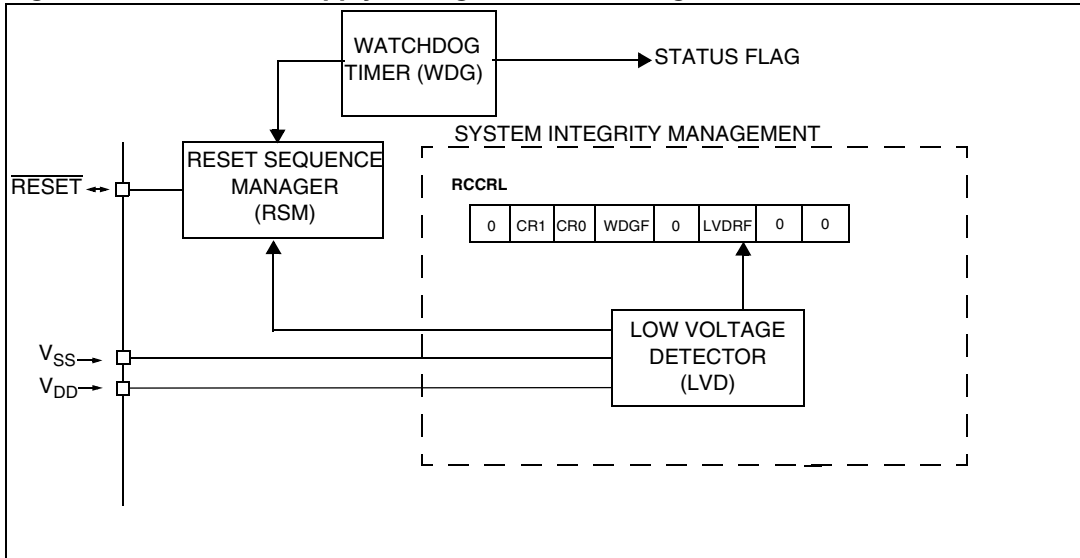 WATCHDOG
TIMER (WDG)
STATUS FLAG
SYSTEM INTEGRITY MANAGEMENT
RESET SEQUENCE
MANAGER
(RSM)
RESET
RCCRL
0 CR1 CR0 WDGF 0 LVDRF 0 0
LOW VOLTAGE
DETECTOR
(LVD)
VSS
VDD